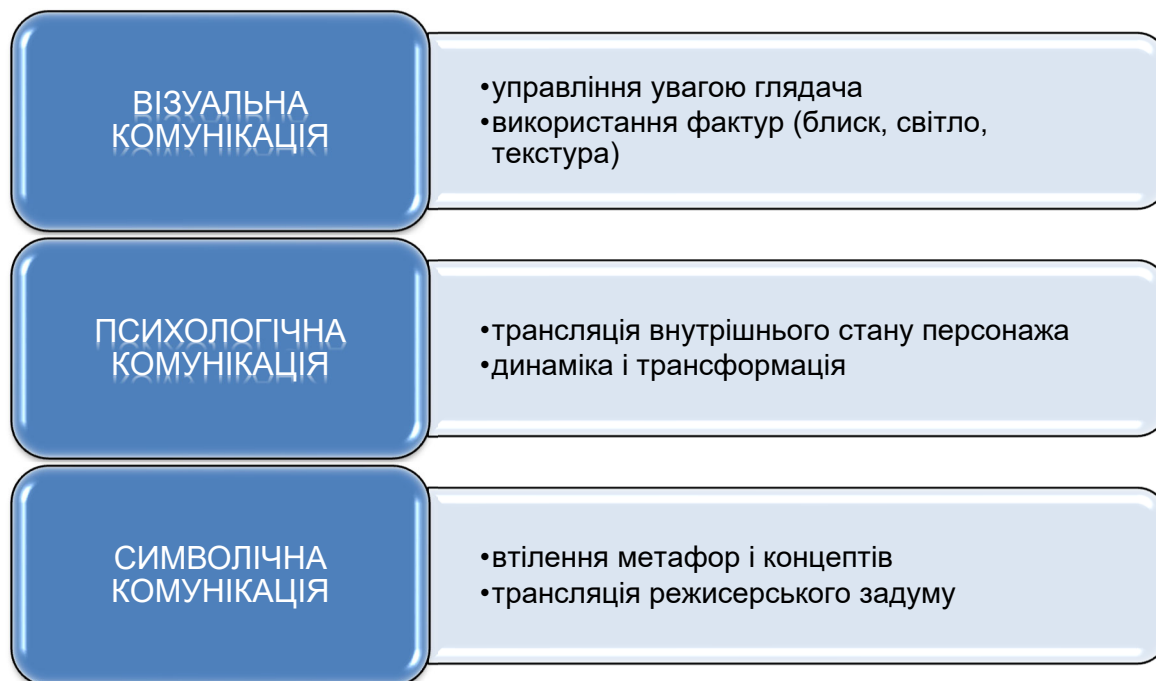 ВІЗУАЛЬНА
КОМУНІКАЦІЯ
•управління увагою глядача
•використання фактур (блиск, світло,
текстура)
ПСИХОЛОГІЧНА
КОМУНІКАЦІЯ
•трансляція внутрішнього стану персонажа
•динаміка і трансформація
СИМВОЛІЧНА
КОМУНІКАЦІЯ
•втілення метафор і концептів
•трансляція режисерського задуму